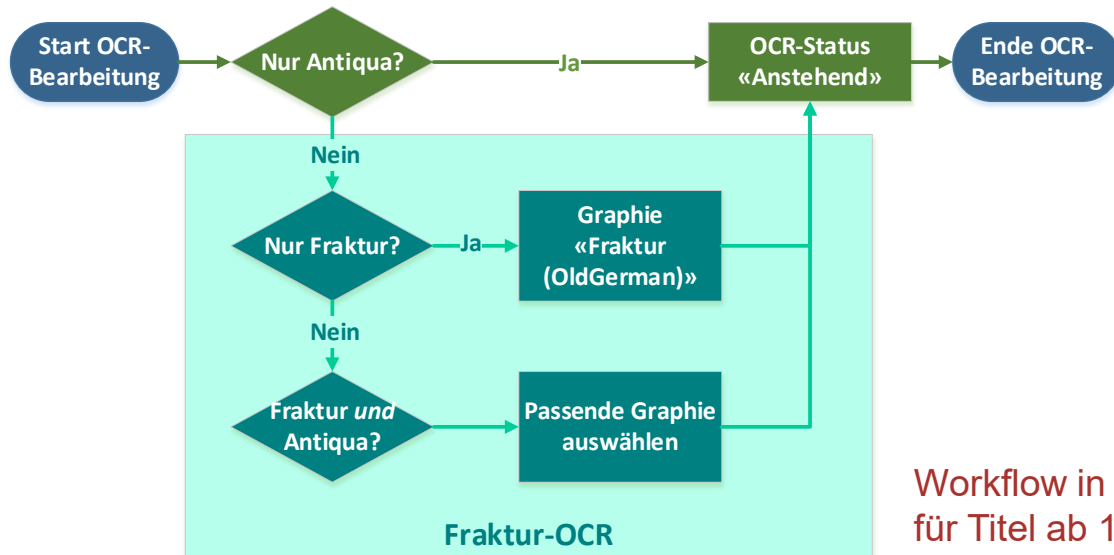 Start OCR-
Bearbeitung
Nur Antiqua?
Ja
OCR-Status
«Anstehend»
Ende OCR-
Bearbeitung
Nein
Nur Fraktur?
Ja
Graphie
«Fraktur
(OldGerman)»
Nein
Fraktur und
Antiqua?
Passende Graphie
auswählen
Fraktur-OCR
Workflow in
für Titel ab 1